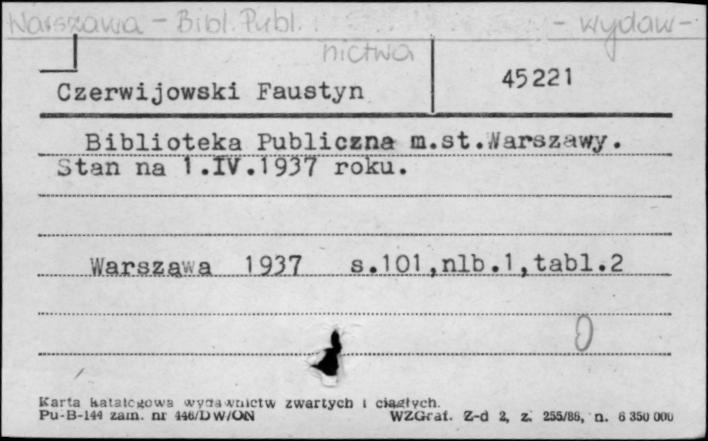 Warszawa - Bibl. Publ. - wydaw-
nictwa
Czerwijowski Faustyn 45221
Biblioteka Publiczna m.st.Warszawy.
Stan na 1.IV.1937 roku.
Warszawa 1937 s.101,nlb.1,tabl.2
0
Karta katalogowa wydawnictw zwartych i ciągłych.
Pu-B-144 zam. nr 446/DW/ON WZGraf. Z-d 2, z. 255/86, n. 6 350 000